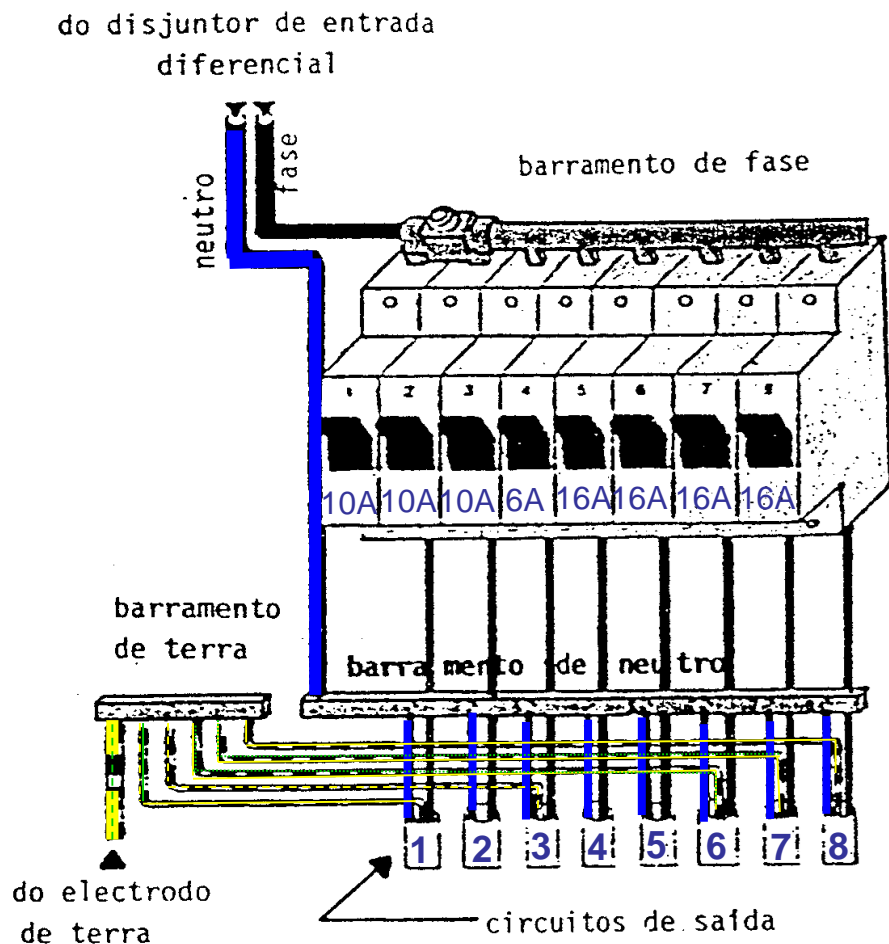 do disjuntor de entrada
diferencial
neutro
fase
barramento de fase
1 2 3 4 5 6 7 8
10A 10A 10A 6A 16A 16A 16A 16A
barramento
de terra
barramento de neutro
1 2 3 4 5 6 7 8
do electrodo
de terra
circuitos de saída